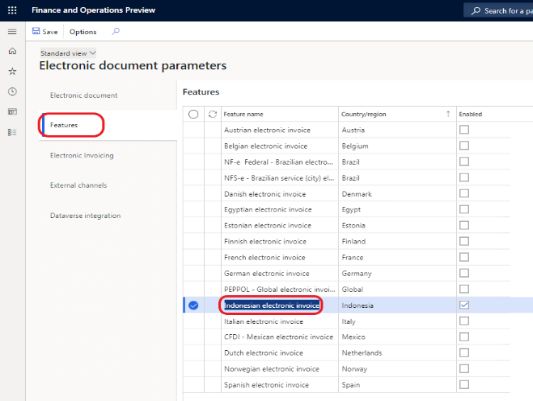 Finance and Operations Preview
Search for a pa
Save Options
Standard view
Electronic document parameters
Electronic document
Features
Electronic Invoicing
External channels
Dataverse integration
Features
Feature name Country/region Enabled
Austrian electronic invoice Austria
Belgian electronic invoice Belgium
NF-e Federal - Brazilian electro... Brazil
NFS-e - Brazilian service (city) el... Brazil
Danish electronic invoice Denmark
Egyptian electronic invoice Egypt
Estonian electronic invoice Estonia
Finnish electronic invoice Finland
French electronic invoice France
German electronic invoice Germany
PEPPOL - Global electronic invoi... Global
Indonesian electronic invoice Indonesia
Italian electronic invoice Italy
CFDI - Mexican electronic invoice Mexico
Dutch electronic invoice Netherlands
Norwegian electronic invoice Norway
Spanish electronic invoice Spain